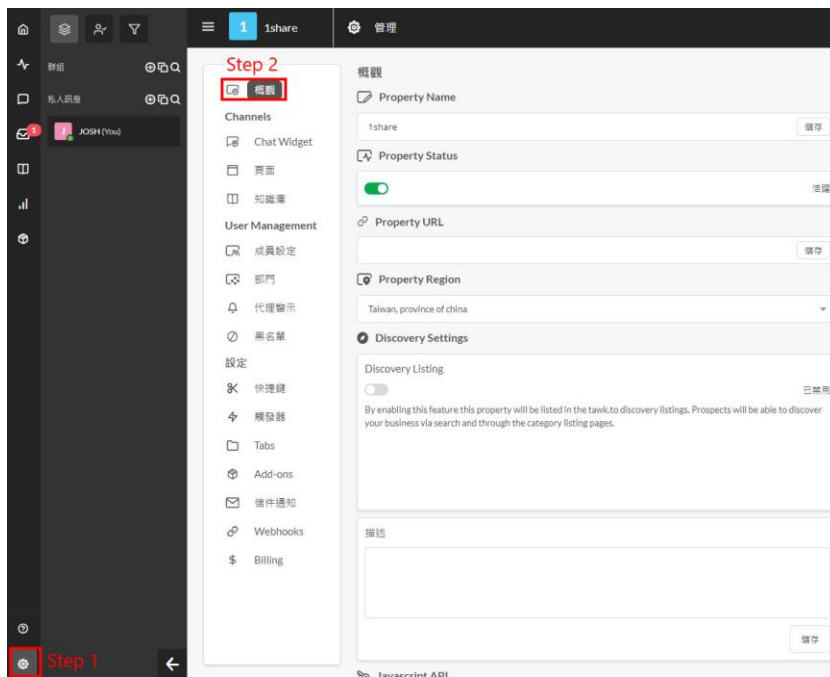 1 1share
管理
群組
私人訊息
1
J JOSH (You)
Step 1
Step 2
概觀
Channels
Chat Widget
頁面
知識庫
User Management
成員設定
部門
代理警示
黑名單
設定
快捷鍵
觸發器
Tabs
Add-ons
信件通知
Webhooks
$ Billing
概觀
Property Name
1share 儲存
Property Status
活躍
Property URL
儲存
Property Region
Taiwan, province of china
Discovery Settings
Discovery Listing
已禁用
By enabling this feature this property will be listed in the tawk.to discovery listings. Prospects will be able to discover
your business via search and through the category listing pages.
描述
儲存
Javascript API